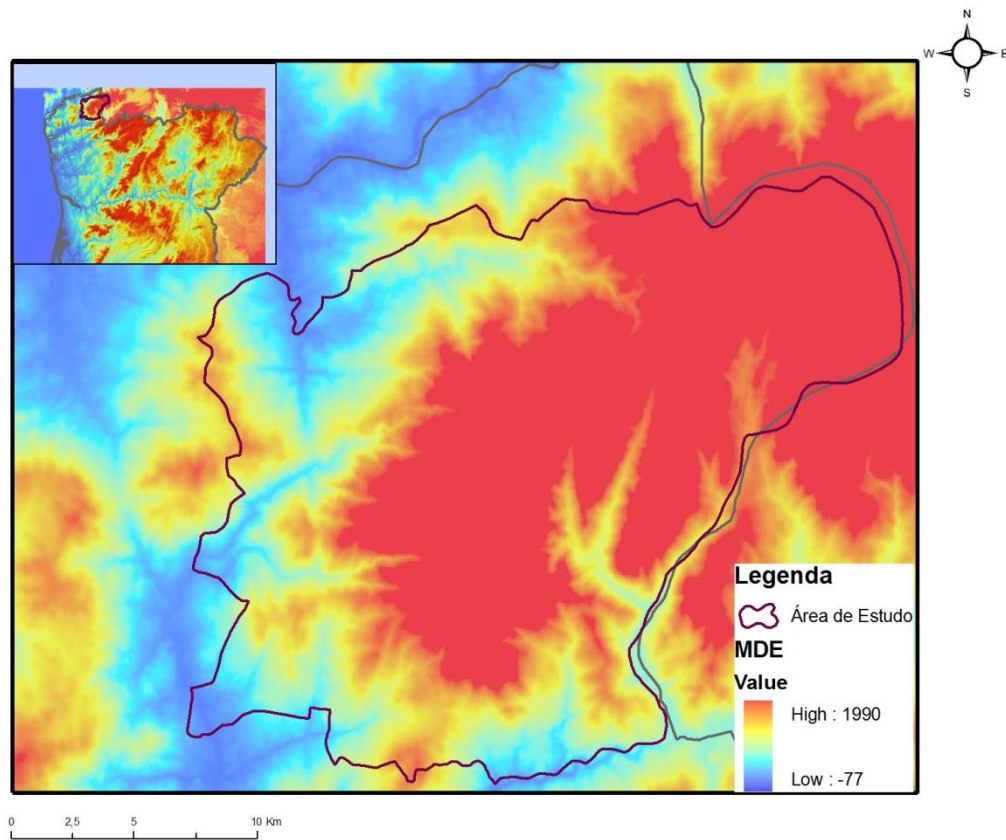 N
W E
S
Legenda
Área de Estudo
MDE
Value
High : 1990
Low : -77
0 2,5 5 10 Km